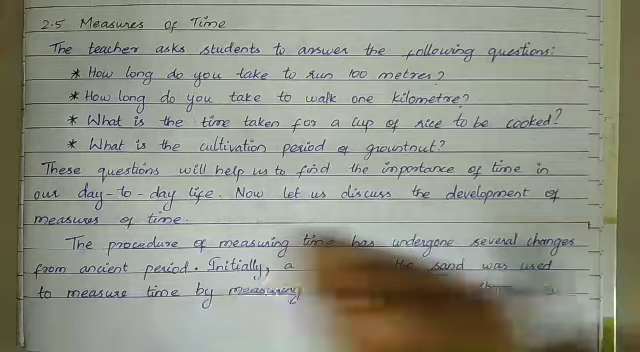 2.5 Measures of Time
The teacher asks students to answer the following questions:
* How long do you take to run 100 metres?
* How long do you take to walk one kilometre?
* What is the time taken for a cup of rice to be cooked?
* What is the cultivation period of groundnut?
These questions will help us to find the importance of time in
our day-to-day life. Now let us discuss the development of
measures of time.
The procedure of measuring time has undergone several changes
from ancient period. Initially, a sand was used
to measure time by measuring